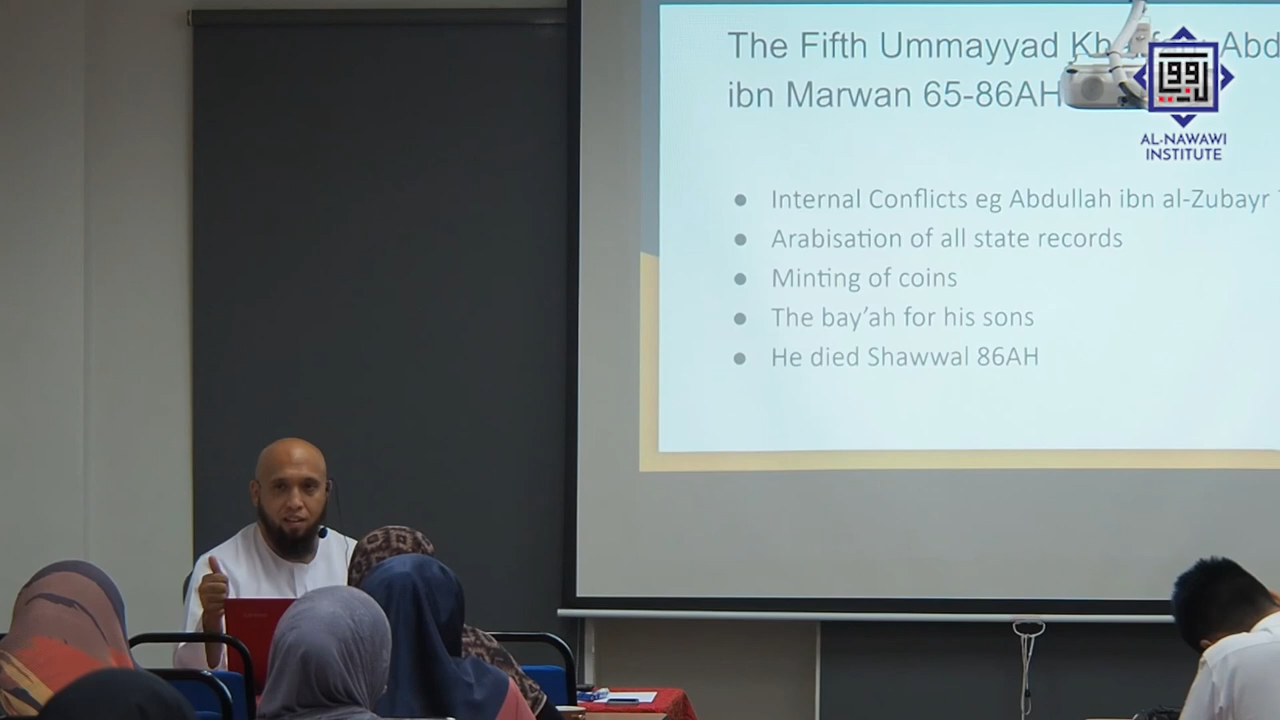 The Fifth Ummayyad Abd
ibn Marwan 65-86AH
AL-NAWAWI
INSTITUTE
● Internal Conflicts eg Abdullah ibn al-Zubayr
● Arabisation of all state records
● Minting of coins
● The bay’ah for his sons
● He died Shawwal 86AH